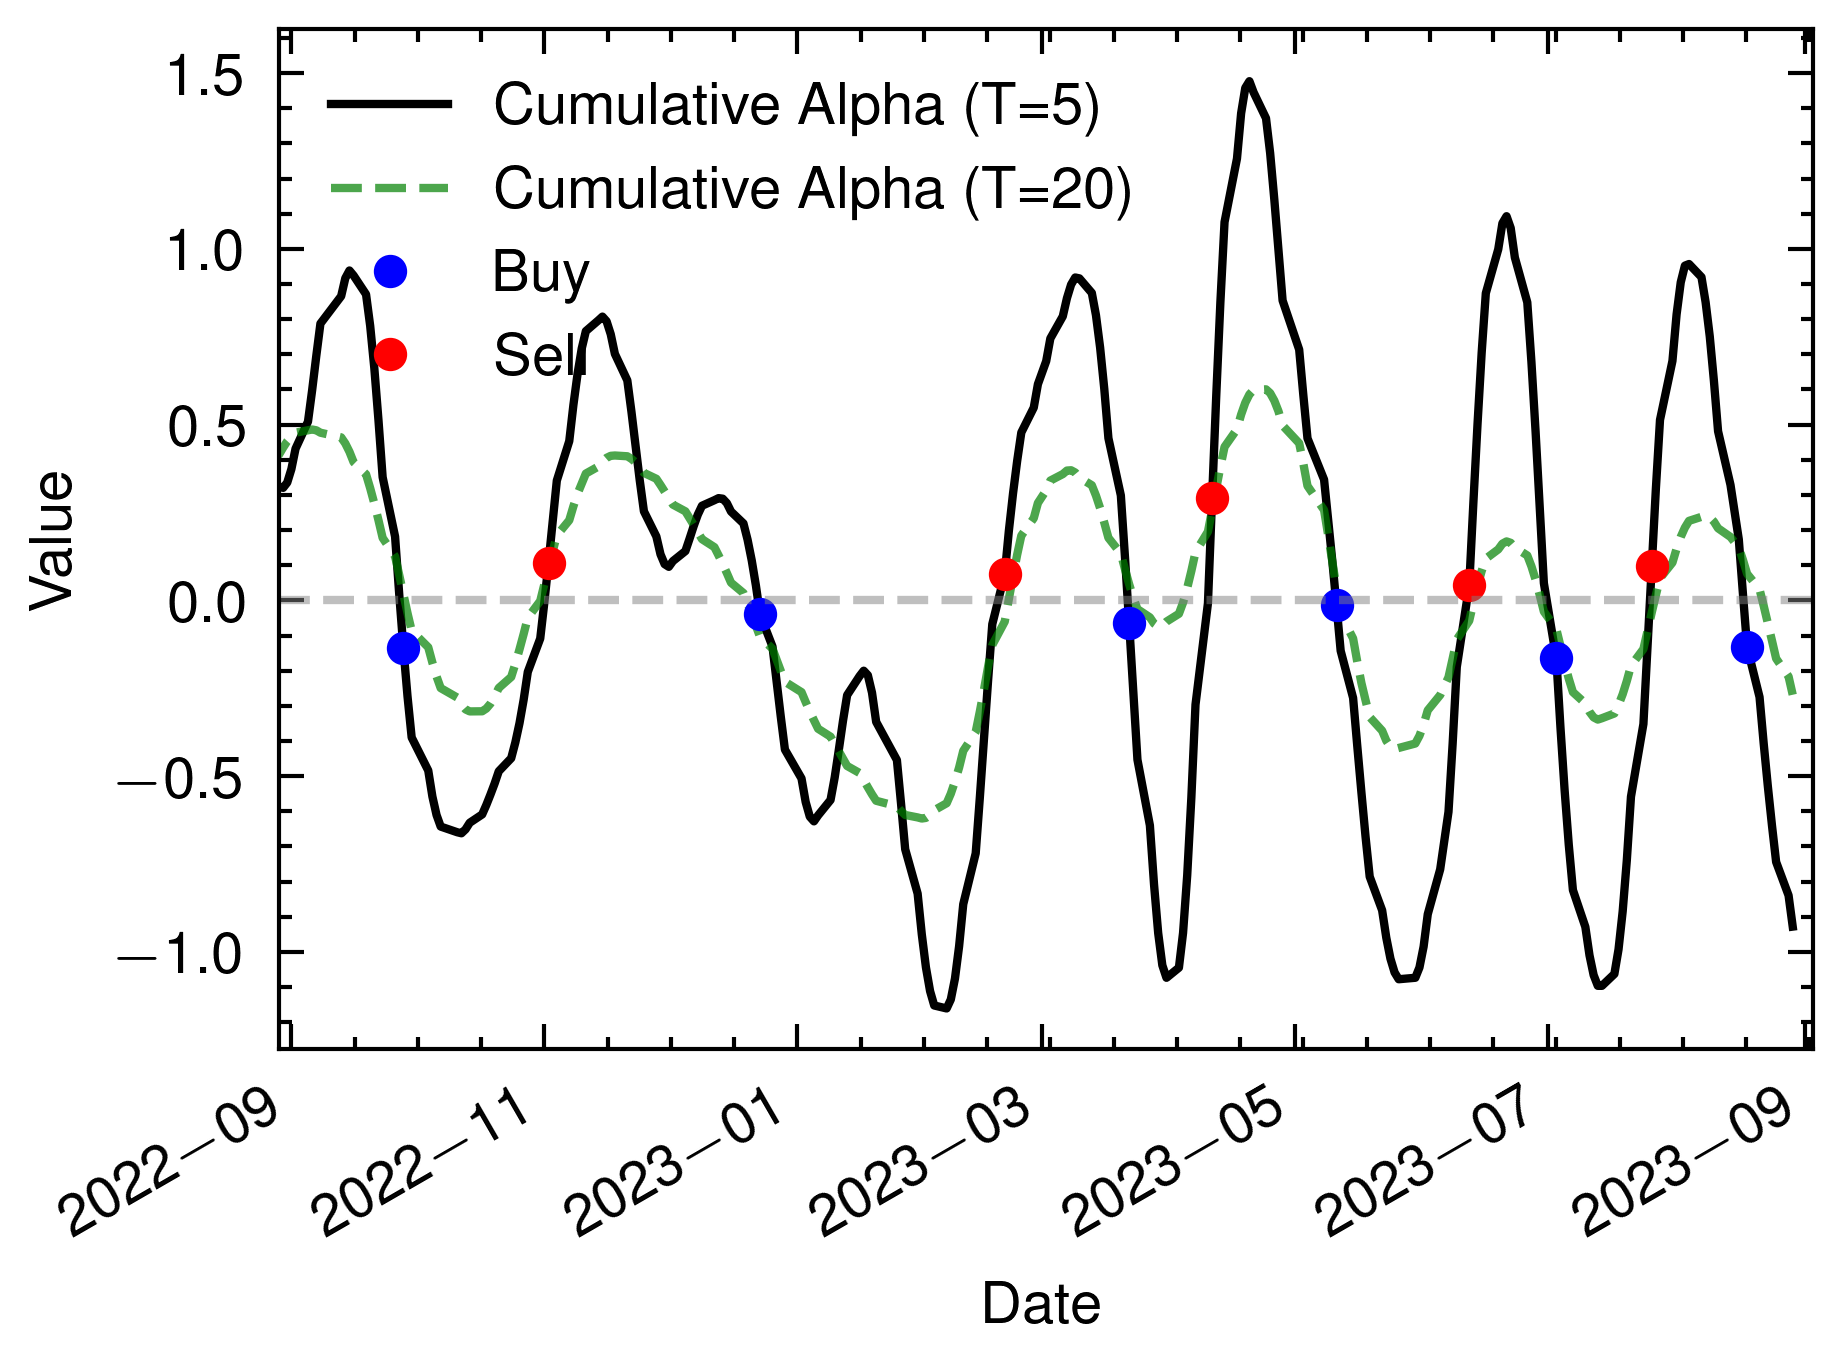 Cumulative Alpha (T=5)
Cumulative Alpha (T=20)
Buy
Sell
Value
1.5
1.0
0.5
0.0
−0.5
−1.0
2022−09
2022−11
2023−01
2023−03
2023−05
2023−07
2023−09
Date